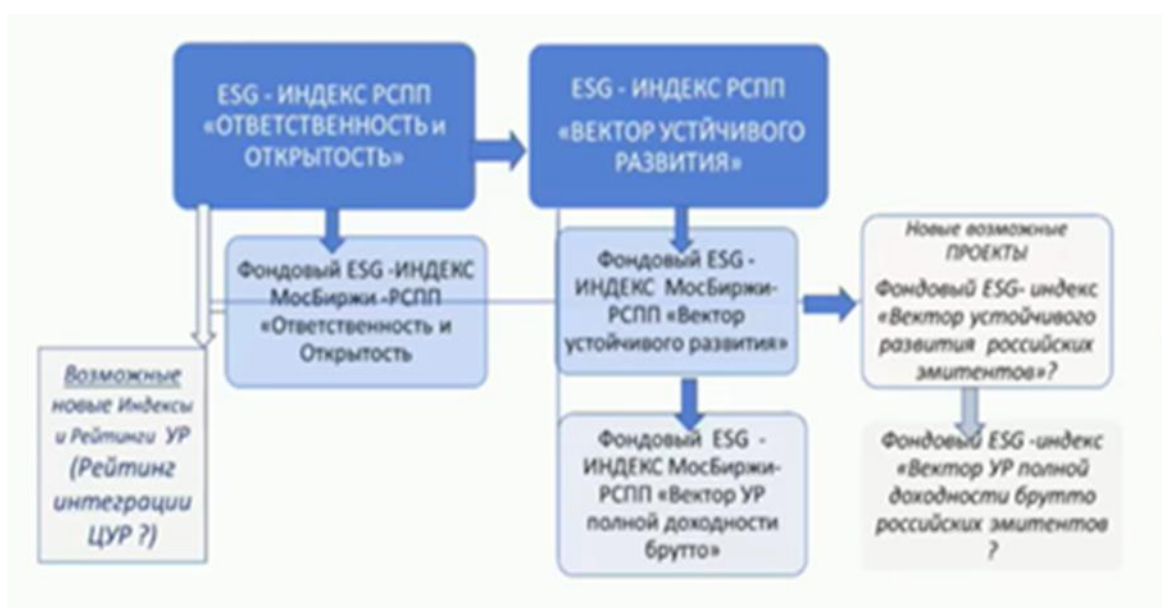 ESG - ИНДЕКС РСПП
«ОТВЕТСТВЕННОСТЬ и
ОТКРЫТОСТЬ»
ESG - ИНДЕКС РСПП
«ВЕКТОР УСТЙЧИВОГО
РАЗВИТИЯ»
Фондовый ESG -ИНДЕКС
МосБиржи -РСПП
«Ответственность и
Открытость
Фондовый ESG -
ИНДЕКС МосБиржи-
РСПП «Вектор
устойчивого развития»
Новые возможные
ПРОЕКТЫ
Фондовый ESG- индекс
«Вектор устойчивого
развития российских
эмитентов»?
Возможные
новые Индексы
и Рейтинги УР
(Рейтинг
интеграции
ЦУР ?)
Фондовый ESG -
ИНДЕКС МосБиржи-
РСПП «Вектор УР
полной доходности
брутто»
Фондовый ESG -индекс
«Вектор УР полной
доходности брутто
российских эмитентов
?